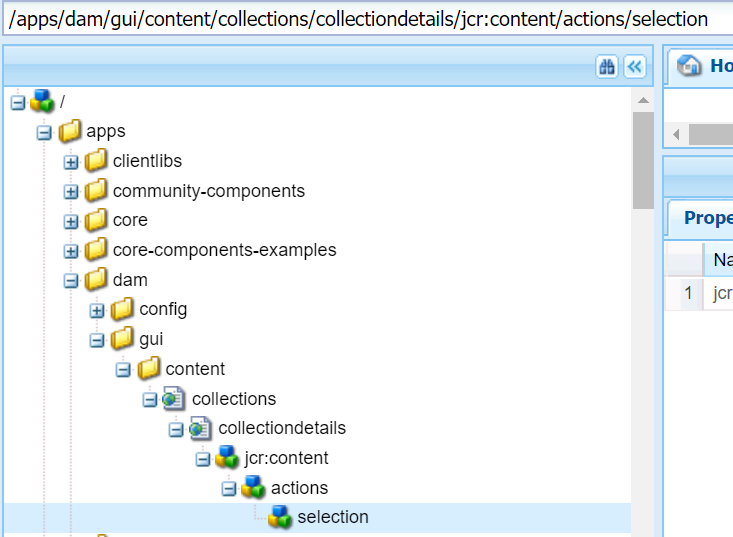 /apps/dam/gui/content/collections/collectiondetails/jcr:content/actions/selection
Ho
/
apps
clientlibs
community-components
core
core-components-examples
dam
config
gui
content
collections
collectiondetails
jcr:content
actions
selection
Prope
Na
1 jcr